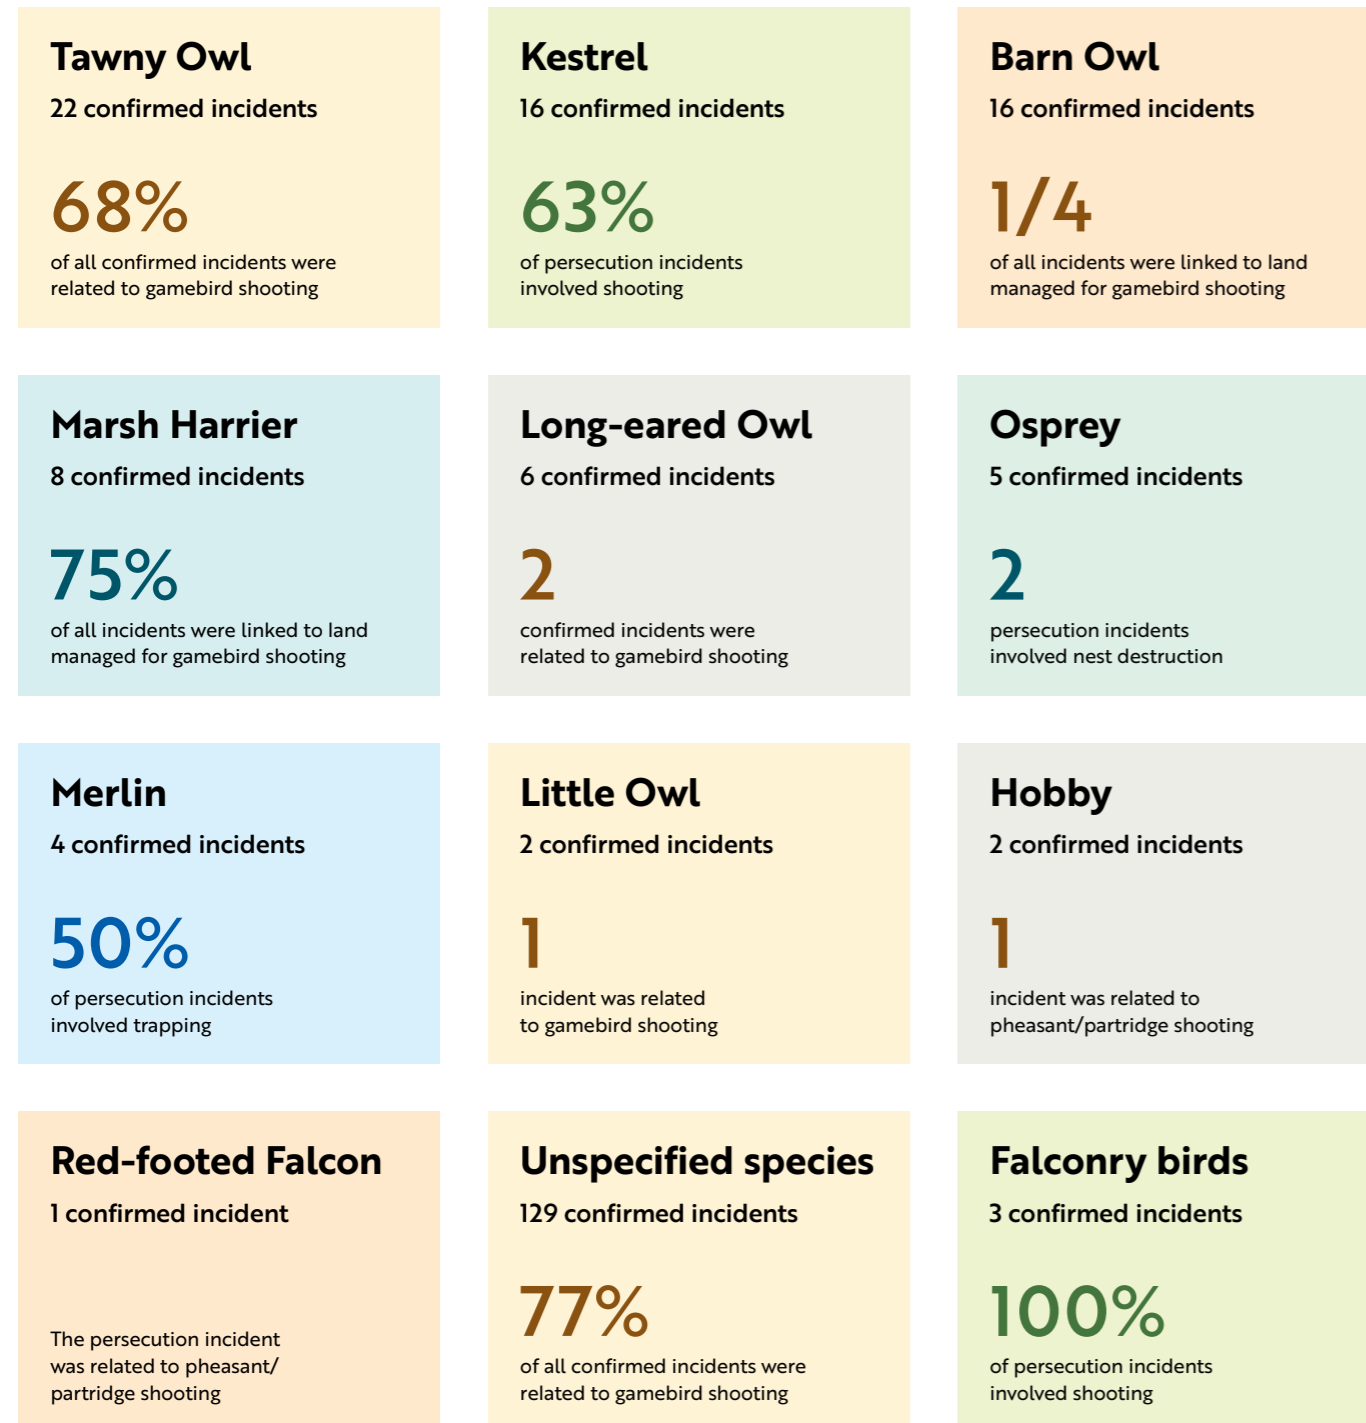 Tawny Owl
22 confirmed incidents
68%
of all confirmed incidents were
related to gamebird shooting
Kestrel
16 confirmed incidents
63%
of persecution incidents
involved shooting
Barn Owl
16 confirmed incidents
1/4
of all incidents were linked to land
managed for gamebird shooting
Marsh Harrier
8 confirmed incidents
75%
of all incidents were linked to land
managed for gamebird shooting
Long-eared Owl
6 confirmed incidents
2
confirmed incidents were
related to gamebird shooting
Osprey
5 confirmed incidents
2
persecution incidents
involved nest destruction
Merlin
4 confirmed incidents
50%
of persecution incidents
involved trapping
Little Owl
2 confirmed incidents
1
incident was related
to gamebird shooting
Hobby
2 confirmed incidents
1
incident was related to
pheasant/partridge shooting
Red-footed Falcon
1 confirmed incident
The persecution incident
was related to pheasant/
partridge shooting
Unspecified species
129 confirmed incidents
77%
of all confirmed incidents were
related to gamebird shooting
Falconry birds
3 confirmed incidents
100%
of persecution incidents
involved shooting